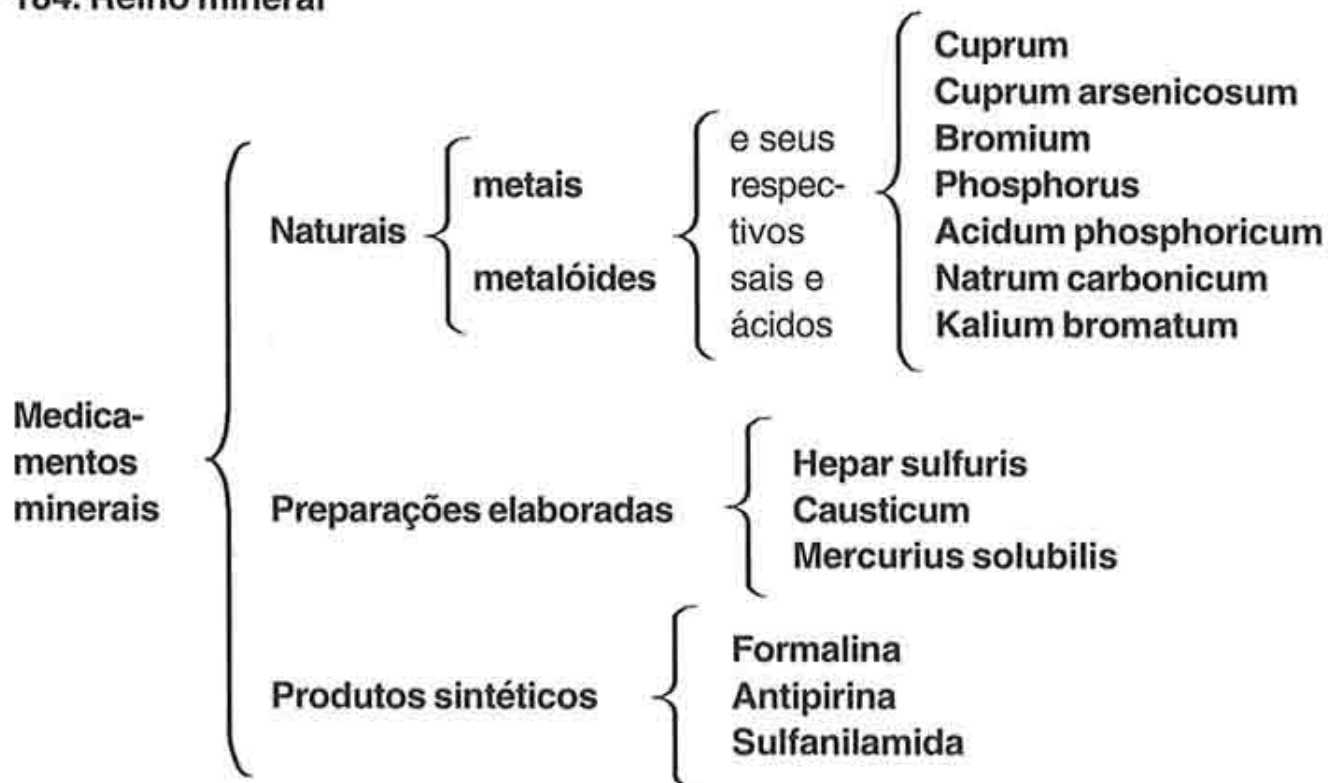 184. Reino mineral
Medica-
mentos
minerais
Naturais
metais
metalóides
e seus
respec-
tivos
sais e
ácidos
Cuprum
Cuprum arsenicosum
Bromium
Phosphorus
Acidum phosphoricum
Natrum carbonicum
Kalium bromatum
Preparações elaboradas
Hepar sulfuris
Causticum
Mercurius solubilis
Produtos sintéticos
Formalina
Antipirina
Sulfanilamida